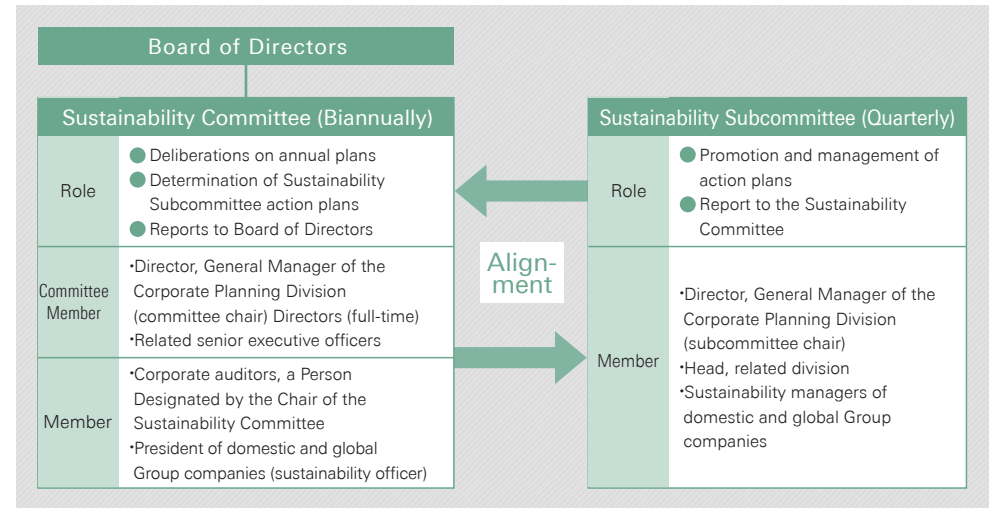 Board of Directors
Sustainability Committee (Biannually)
Role
● Deliberations on annual plans
● Determination of Sustainability
Subcommittee action plans
● Reports to Board of Directors
Committee
Member
・Director, General Manager of the
Corporate Planning Division
(committee chair) Directors (full-time)
・Related senior executive officers
Member
・Corporate auditors, a Person
Designated by the Chair of the
Sustainability Committee
・President of domestic and global
Group companies (sustainability officer)
Align-
ment
Sustainability Subcommittee (Quarterly)
Role
● Promotion and management of
action plans
● Report to the Sustainability
Committee
Member
・Director, General Manager of the
Corporate Planning Division
(subcommittee chair)
・Head, related division
・Sustainability managers of
domestic and global Group
companies